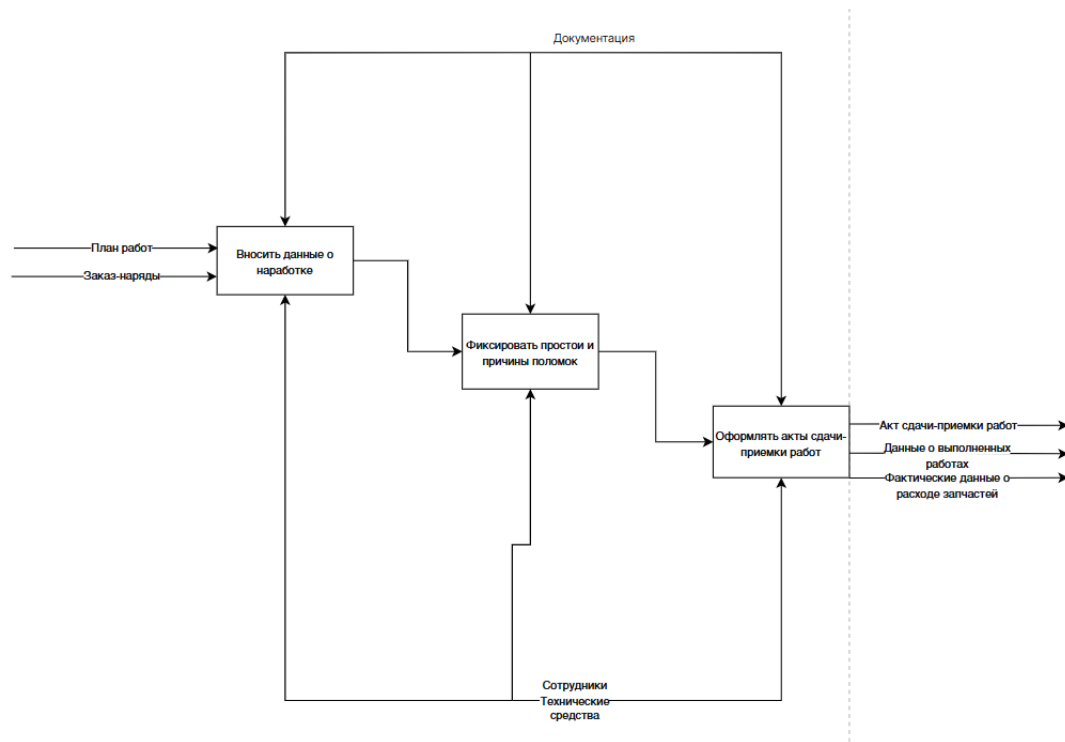 Документация
План работ
Заказ-наряды
Вносить данные о
наработке
Фиксировать простои и
причины поломок
Оформлять акты сдачи-
приемки работ
Акт сдачи-приемки работ
Данные о выполненных
работах
Фактические данные о
расходе запчастей
Сотрудники
Технические
средства